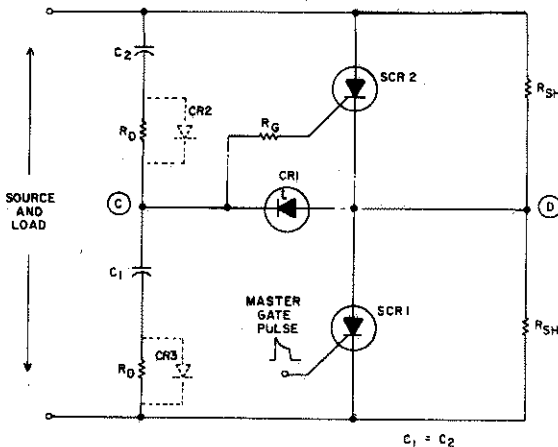 C2
SCR 2
RSH
CR2
RD
RG
CR1
SOURCE
AND
LOAD
C
D
C1
MASTER
GATE
PULSE
SCR 1
RSH
CR3
RD
C1 = C2